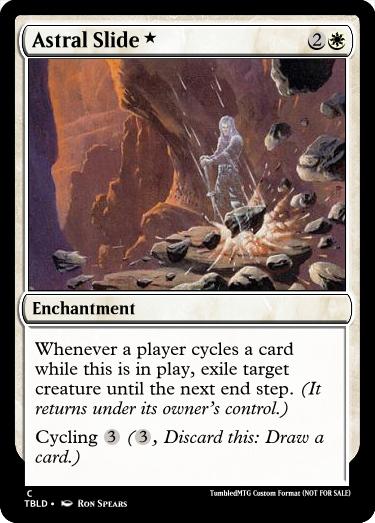 Astral Slide ★ 2
Enchantment
Whenever a player cycles a card
while this is in play, exile target
creature until the next end step. (It
returns under its owner's control.)
Cycling 3 (3, Discard this: Draw a
card.)
C
TBLD • Ron Spears
TumbledMTG Custom Format (NOT FOR SALE)